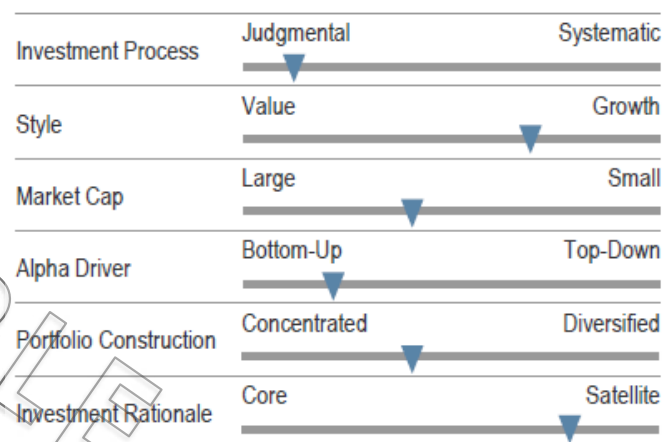 Judgmental Systematic
Investment Process
Value Growth
Style
Large Small
Market Cap
Bottom-Up Top-Down
Alpha Driver
Concentrated Diversified
Portfolio Construction
Core Satellite
Investment Rationale